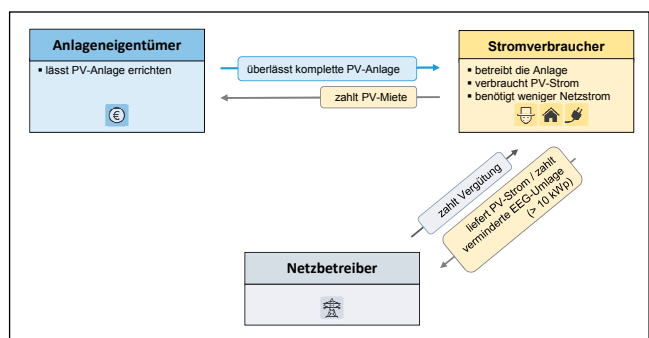 Anlageneigentümer
▪ lässt PV-Anlage errichten
€
überlässt komplette PV-Anlage
zahlt PV-Miete
Stromverbraucher
▪ betreibt die Anlage
▪ verbraucht PV-Strom
▪ benötigt weniger Netzstrom
zahlt Vergütung
liefert PV-Strom / zahlt
verminderte EEG-Umlage
(> 10 kWp)
Netzbetreiber